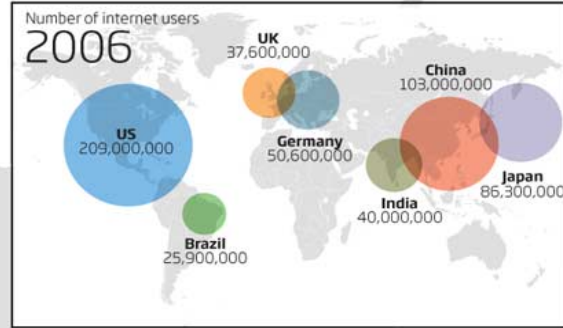 Number of internet users
2006
UK
37,600,000
China
103,000,000
US
209,000,000
Germany
50,600,000
Japan
86,300,000
India
40,000,000
Brazil
25,900,000